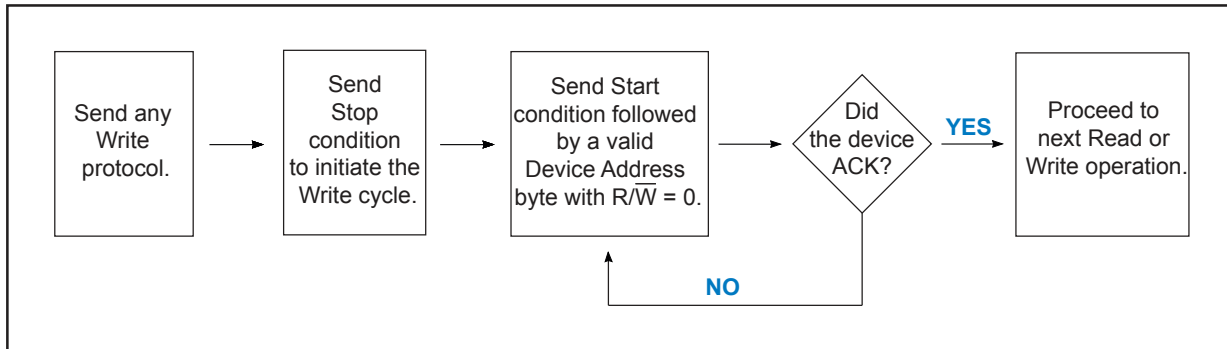 Send any
Write
protocol.
Send
Stop
condition
to initiate the
Write cycle.
Send Start
condition followed
by a valid
Device Address
byte with R/W̅ = 0.
Did
the device
ACK?
YES
NO
Proceed to
next Read or
Write operation.